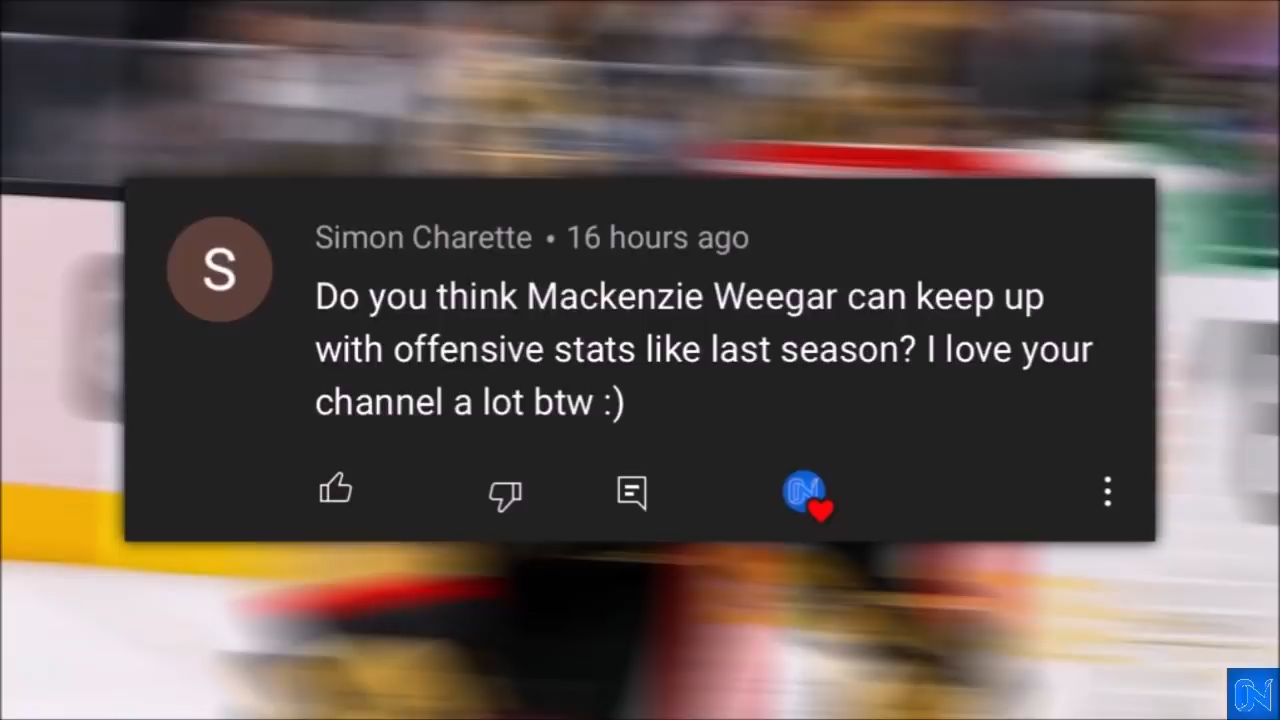 S
Simon Charette • 16 hours ago
Do you think Mackenzie Weegar can keep up
with offensive stats like last season? I love your
channel a lot btw :)